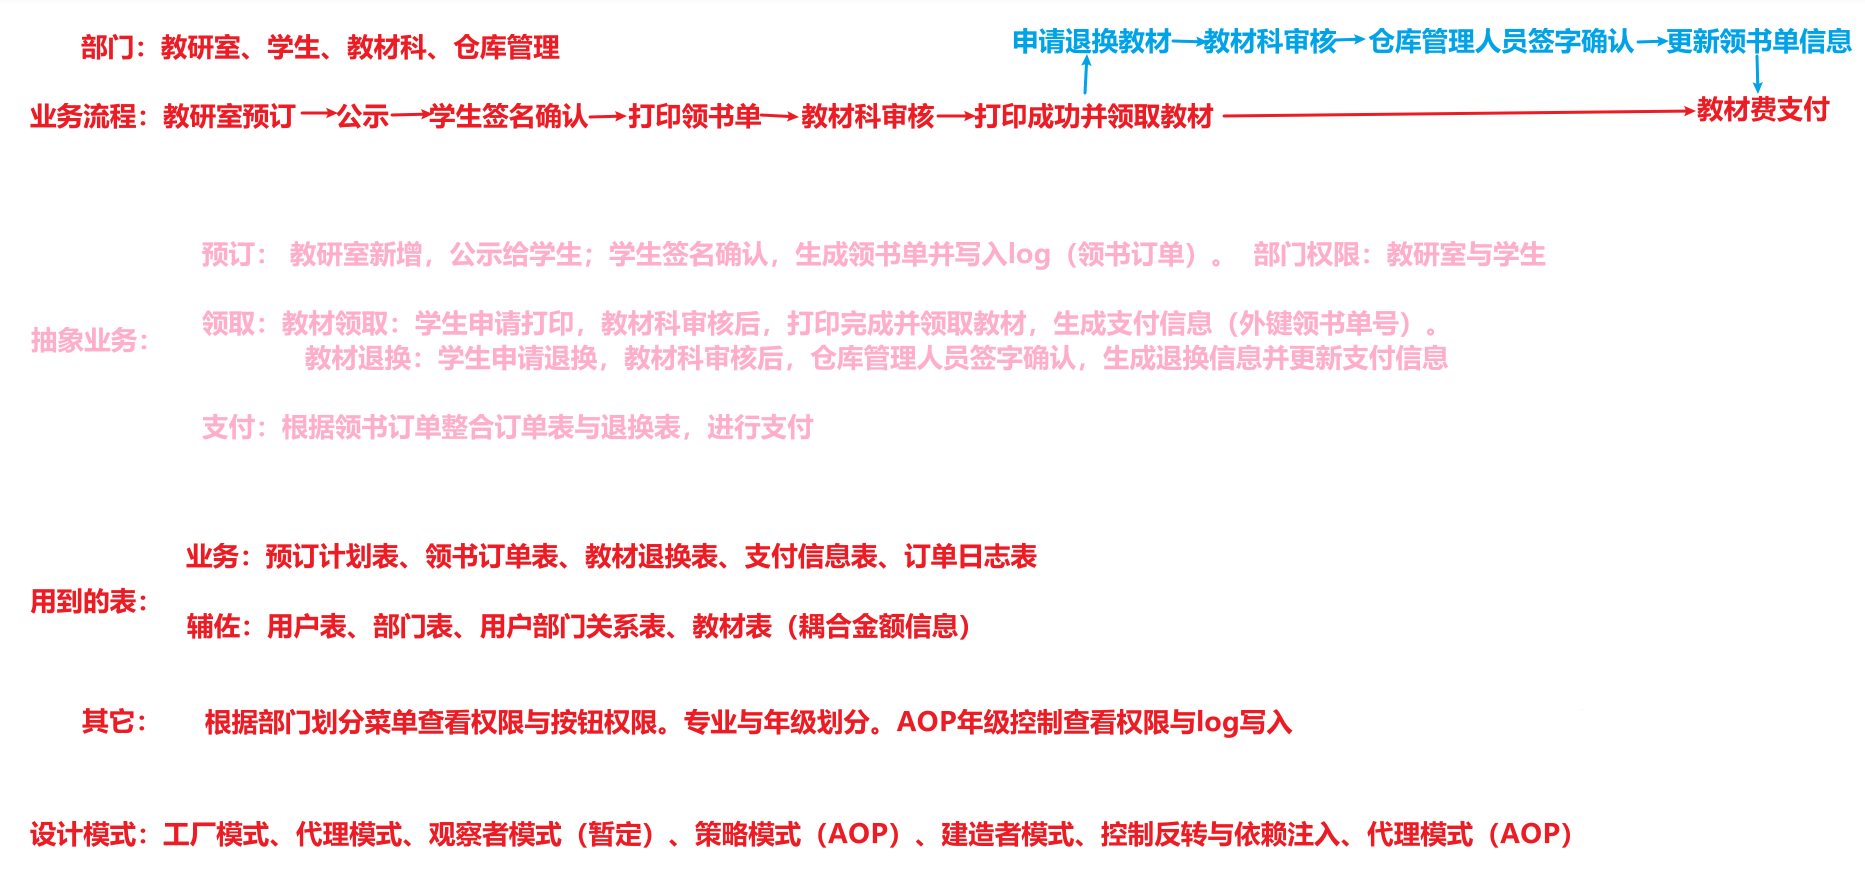 部门：教研室、学生、教材科、仓库管理
申请退换教材 教材科审核 仓库管理人员签字确认 更新领书单信息
业务流程：教研室预订 公示 学生签名确认 打印领书单 教材科审核 打印成功并领取教材 教材费支付
预订： 教研室新增，公示给学生；学生签名确认，生成领书单并写入log（领书订单）。 部门权限：教研室与学生
抽象业务：
领取：教材领取：学生申请打印，教材科审核后，打印完成并领取教材，生成支付信息（外键领书单号）。
教材退换：学生申请退换，教材科审核后，仓库管理人员签字确认，生成退换信息并更新支付信息
支付：根据领书订单整合订单表与退换表，进行支付
用到的表：
业务：预订计划表、领书订单表、教材退换表、支付信息表、订单日志表
辅佐：用户表、部门表、用户部门关系表、教材表（耦合金额信息）
其它： 根据部门划分菜单查看权限与按钮权限。专业与年级划分。AOP年级控制查看权限与log写入
设计模式：工厂模式、代理模式、观察者模式（暂定）、策略模式（AOP）、建造者模式、控制反转与依赖注入、代理模式（AOP）